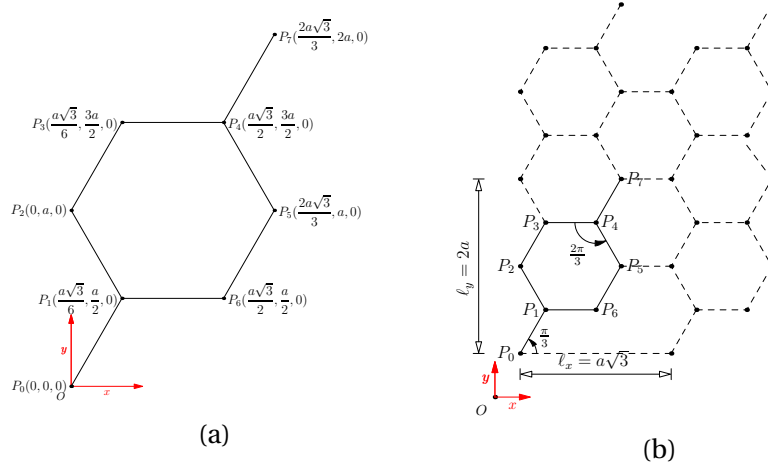 P₇(2a√3/3, 2a, 0)
P₃(a√3/6, 3a/2, 0)
P₄(a√3/2, 3a/2, 0)
P₂(0, a, 0)
P₅(2a√3/3, a, 0)
P₁(a√3/6, a/2, 0)
P₆(a√3/2, a/2, 0)
y
P₀(0, 0, 0)
O
x
(a)
P₇
P₃
P₄
2π/3
ℓy = 2a
P₂
P₅
P₁
P₆
π/3
P₀
ℓx = a√3
y
O
x
(b)